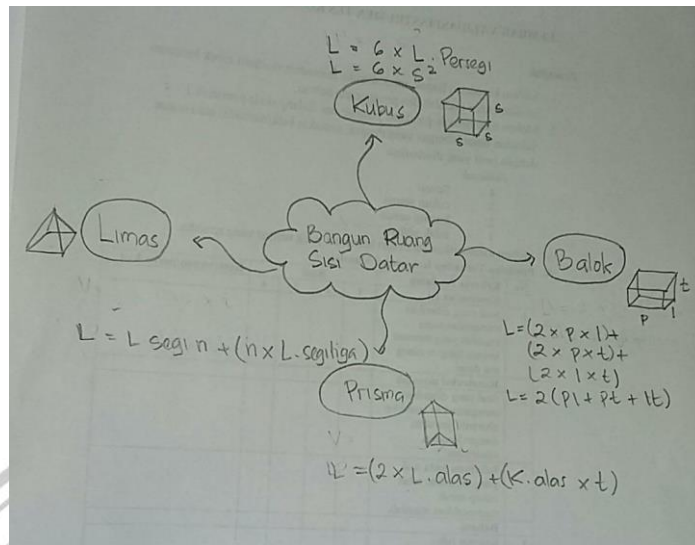 L = 6 x L. Persegi
L = 6 x S²
Kubus
s
s
s
Limas
Bangun Ruang
Sisi Datar
Balok
t
p
l
L = L segi n + (n x L. segitiga)
L = (2 x p x l) +
(2 x p x t) +
(2 x l x t)
L = 2 (pl + pt + lt)
Prisma
L = (2 x L. alas) + (K. alas x t)